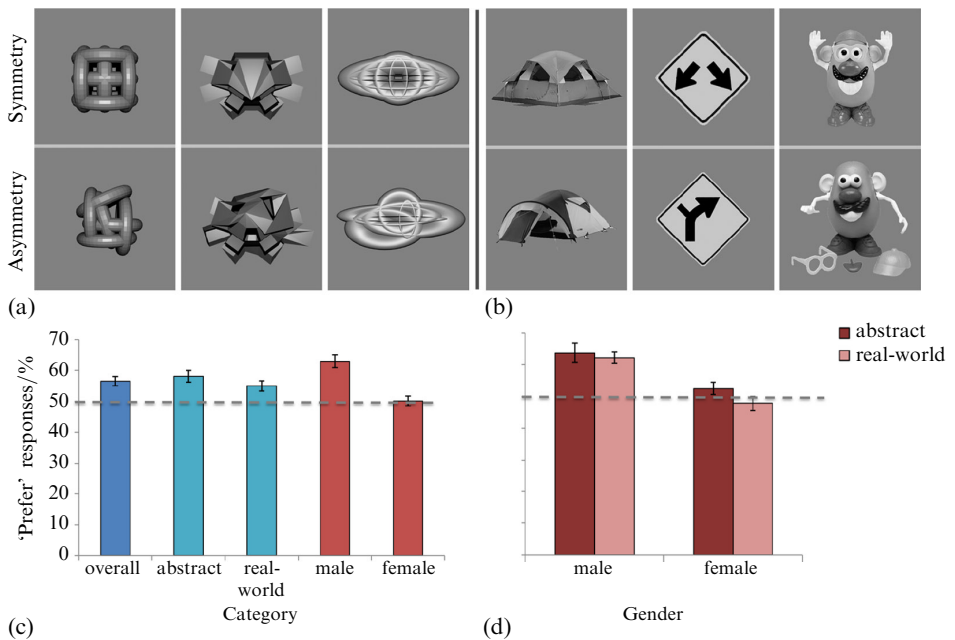 Symmetry
Asymmetry
(a)
(b)
'Prefer' responses/%
70
60
50
40
30
20
10
0
overall
abstract
real-
world
male
female
Category
(c)
abstract
real-world
male
female
Gender
(d)